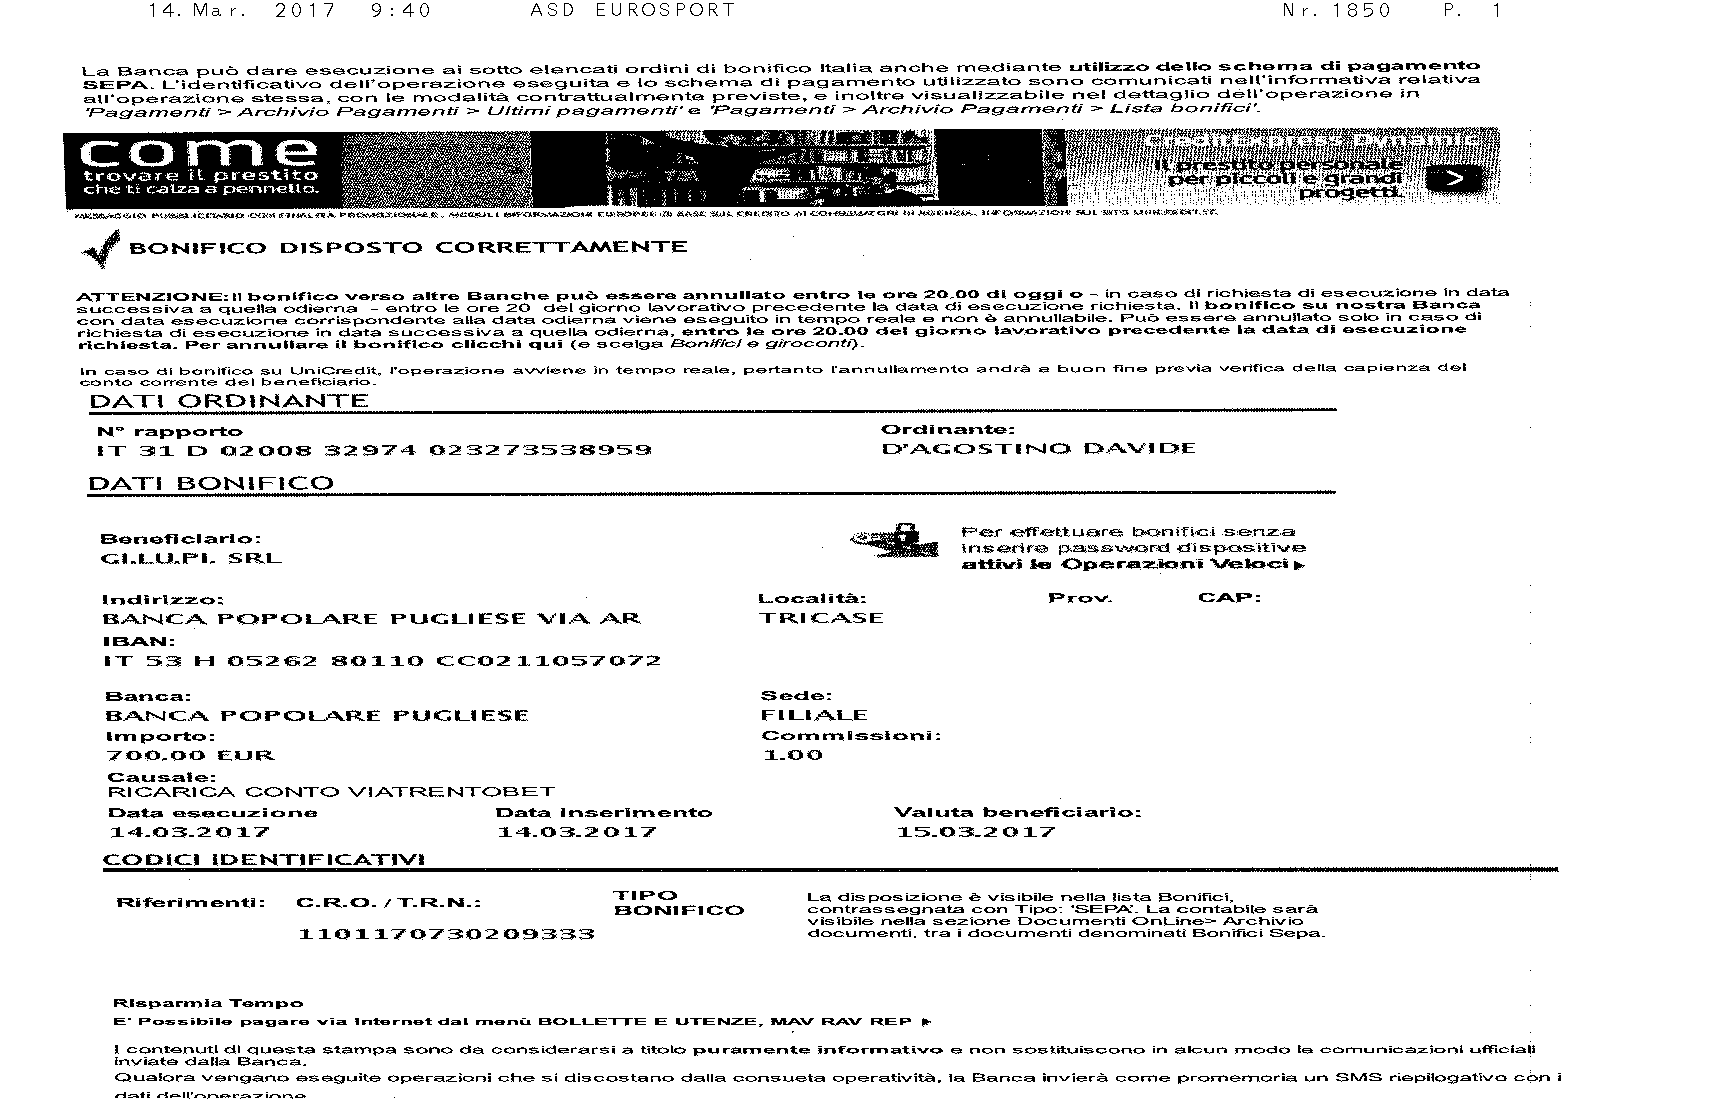 14. Mar. 2017 9:40 ASD EUROSPORT Nr. 1850 P. 1
La Banca può dare esecuzione ai sotto elencati ordini di bonifico Italia anche mediante utilizzo dello schema di pagamento
SEPA. L'identificativo dell'operazione eseguita e lo schema di pagamento utilizzato sono comunicati nell'informativa relativa
all'operazione stessa, con le modalità contrattualmente previste, e inoltre visualizzabile nel dettaglio dell'operazione in
'Pagamenti > Archivio Pagamenti > Ultimi pagamenti' e 'Pagamenti > Archivio Pagamenti > Lista bonifici'.
come
trovare il prestito
che ti calza a pennello.
CreditExpress Dynamic
Il prestito personale
per piccoli e grandi
progetti.
>
MESSAGGIO PUBBLICITARIO CON FINALITÀ PROMOZIONALE.
BONIFICO DISPOSTO CORRETTAMENTE
ATTENZIONE: Il bonifico verso altre Banche può essere annullato entro le ore 20.00 di oggi o - in caso di richiesta di esecuzione in data
successiva a quella odierna - entro le ore 20 del giorno lavorativo precedente la data di esecuzione richiesta. Il bonifico su nostra Banca
con data esecuzione corrispondente alla data odierna viene eseguito in tempo reale e non è annullabile. Può essere annullato solo in caso di
richiesta di esecuzione in data successiva a quella odierna, entro le ore 20.00 del giorno lavorativo precedente la data di esecuzione
richiesta. Per annullare il bonifico clicchi qui (e scelga Bonifici e giroconti).
In caso di bonifico su UniCredit, l'operazione avviene in tempo reale, pertanto l'annullamento andrà a buon fine previa verifica della capienza del
conto corrente del beneficiario.
DATI ORDINANTE
N° rapporto Ordinante:
IT 31 D 02008 32974 023273538959 D'AGOSTINO DAVIDE
DATI BONIFICO
Beneficiario:
GI.LU.PI. SRL
Per effettuare bonifici senza
inserire password dispositive
attivi le Operazioni Veloci
Indirizzo: Località: Prov. CAP:
BANCA POPOLARE PUGLIESE VIA AR TRICASE
IBAN:
IT 53 H 05262 80110 CC0211057072
Banca: Sede:
BANCA POPOLARE PUGLIESE FILIALE
Importo: Commissioni:
700.00 EUR 1.00
Causale:
RICARICA CONTO VIATRENTOBET
Data esecuzione Data inserimento Valuta beneficiario:
14.03.2017 14.03.2017 15.03.2017
CODICI IDENTIFICATIVI
Riferimenti: C.R.O. / T.R.N.:
1101170730209333
TIPO
BONIFICO
La disposizione è visibile nella lista Bonifici,
contrassegnata con Tipo: 'SEPA'. La contabile sarà
visibile nella sezione Documenti OnLine> Archivio
documenti, tra i documenti denominati Bonifici Sepa.
Risparmia Tempo
E' Possibile pagare via Internet dal menù BOLLETTE E UTENZE, MAV RAV REP
I contenuti di questa stampa sono da considerarsi a titolo puramente informativo e non sostituiscono in alcun modo le comunicazioni ufficiali
inviate dalla Banca.
Qualora vengano eseguite operazioni che si discostano dalla consueta operatività, la Banca invierà come promemoria un SMS riepilogativo con i
dati dell'operazione.